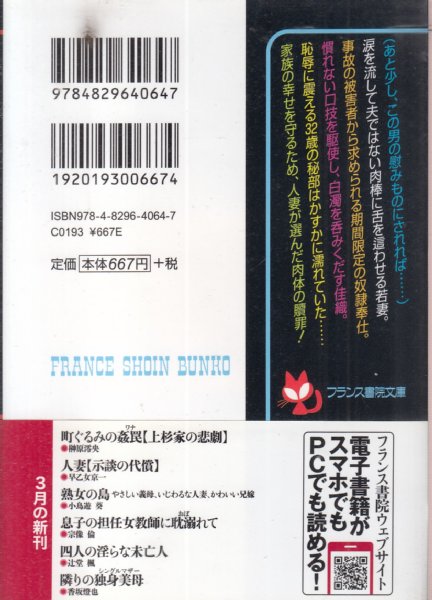 (あと少し、この男の慰みものにされれば……)
涙を流して夫ではない肉棒に舌を這わせる若妻。
事故の被害者から求められる期間限定の奴隷奉仕。
慣れない口技を駆使し、白濁を呑みくだす佳織。
恥辱に震える32歳の秘部はかすかに濡れていた……
家族の幸せを守るため、人妻が選んだ肉体の贖罪!
9784829640647
1920193006674
ISBN978-4-8296-4064-7
C0193 ¥667E
定価 本体667円 +税
FRANCE SHOIN BUNKO
フランス書院文庫
3月の新刊
町ぐるみの姦罠【上杉家の悲劇】
ワナ
●榊原澪央
人妻【示談の代償】
●早乙女京一
熟女の島 やさしい義母、いじわるな人妻、かわいい兄嫁
●小鳥遊 葵
息子の担任女教師に耽溺れて
おぼ
●宗像 倫
四人の淫らな未亡人
●辻堂 楓
隣りの独身美母
シングルマザー
●香坂燈也
フランス書院ウェブサイト
電子書籍が
スマホでも
PCでも読める!